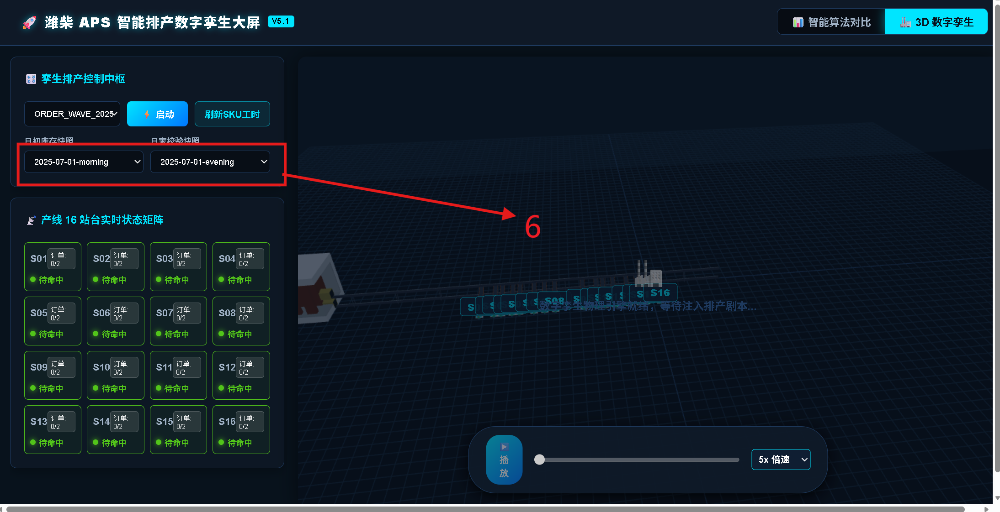 潍柴 APS 智能排产数字孪生大屏 V5.1
智能算法对比
3D 数字孪生
孪生排产控制中枢
ORDER_WAVE_2025
启动
刷新SKU工时
日初库存快照
日末校验快照
2025-07-01-morning
2025-07-01-evening
6
产线 16 站台实时状态矩阵
S01 订单: 0/2
待命中
S02 订单: 0/2
待命中
S03 订单: 0/2
待命中
S04 订单: 0/2
待命中
S05 订单: 0/2
待命中
S06 订单: 0/2
待命中
S07 订单: 0/2
待命中
S08 订单: 0/2
待命中
S09 订单: 0/2
待命中
S10 订单: 0/2
待命中
S11 订单: 0/2
待命中
S12 订单: 0/2
待命中
S13 订单: 0/2
待命中
S14 订单: 0/2
待命中
S15 订单: 0/2
待命中
S16 订单: 0/2
待命中
S08
S16
数字孪生物理引擎就绪，等待注入排产剧本...
播放
5x 倍速